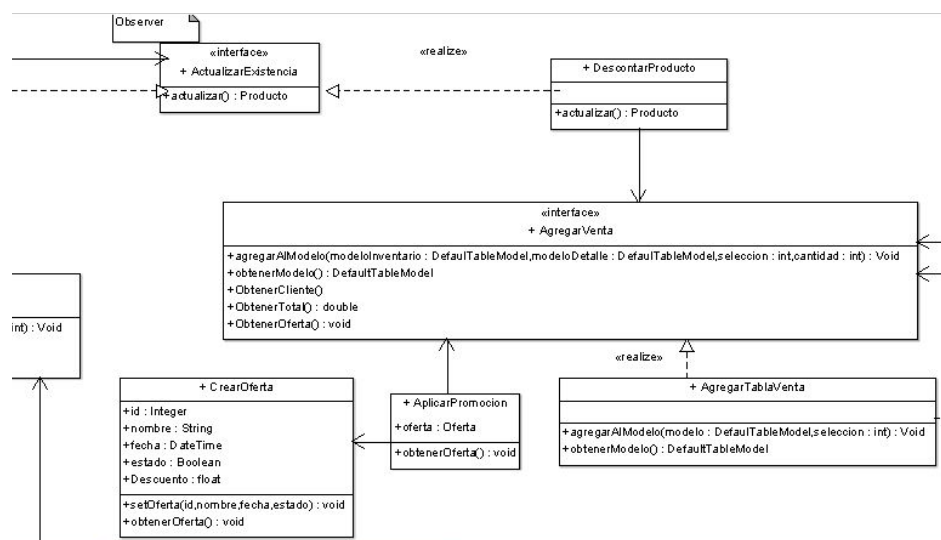 Observer
«interface»
+ ActualizarExistencia
+actualizar() : Producto
«realize»
+ DescontarProducto
+actualizar() : Producto
«interface»
+ AgregarVenta
+agregarAlModelo(modeloInventario : DefaulTableModel,modeloDetalle : DefaulTableModel,seleccion : int,cantidad : int) : Void
+obtenerModelo() : DefaultTableModel
+ObtenerCliente()
+ObtenerTotal() : double
+ObtenerOferta() : void
int) : Void
«realize»
+ CrearOferta
+id : Integer
+nombre : String
+fecha : DateTime
+estado : Boolean
+Descuento : float
+setOferta(id,nombre,fecha,estado) : void
+obtenerOferta() : void
+ AplicarPromocion
+oferta : Oferta
+obtenerOferta() : void
+ AgregarTablaVenta
+agregarAlModelo(modelo : DefaulTableModel,seleccion : int) : Void
+obtenerModelo() : DefaultTableModel